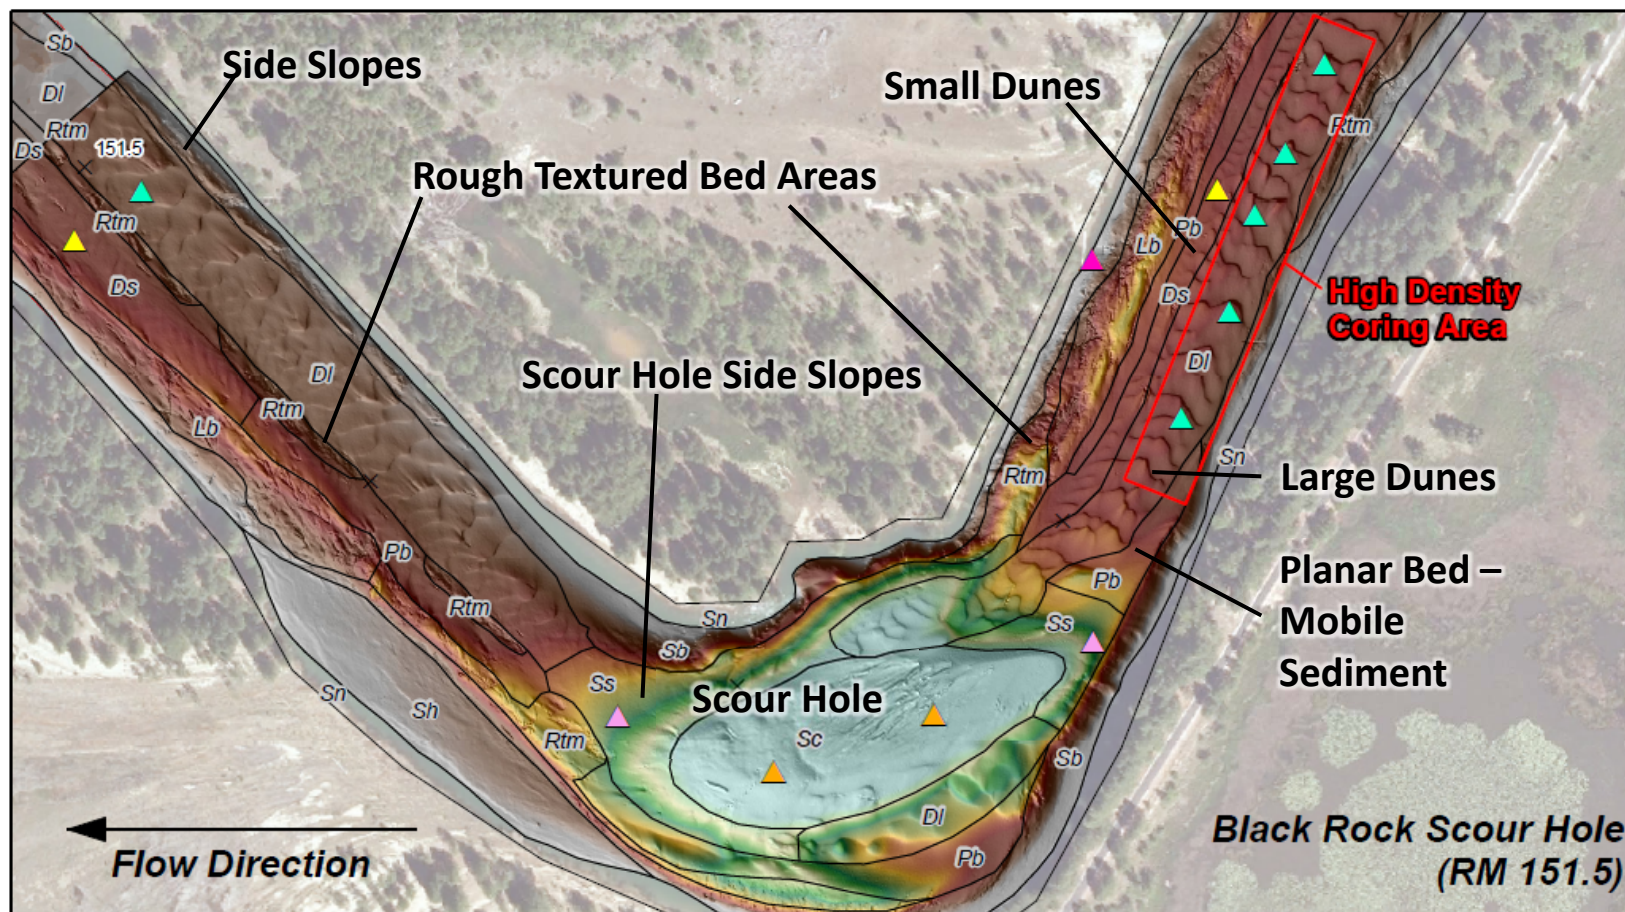 Sb
Side Slopes
Small Dunes
Dl
Rtm
Rtm
151.5
Ds
Rough Textured Bed Areas
Rtm
Pb
Lb
Ds
Ds
High Density
Coring Area
Dl
Dl
Scour Hole Side Slopes
Rtm
Lb
Sn
Rtm
Large Dunes
Pb
Planar Bed –
Mobile
Sediment
Pb
Rtm
Sn
Ss
Sb
Ss
Sn
Scour Hole
Sh
Rtm
Sc
Sb
Dl
Flow Direction
Pb
Black Rock Scour Hole
(RM 151.5)